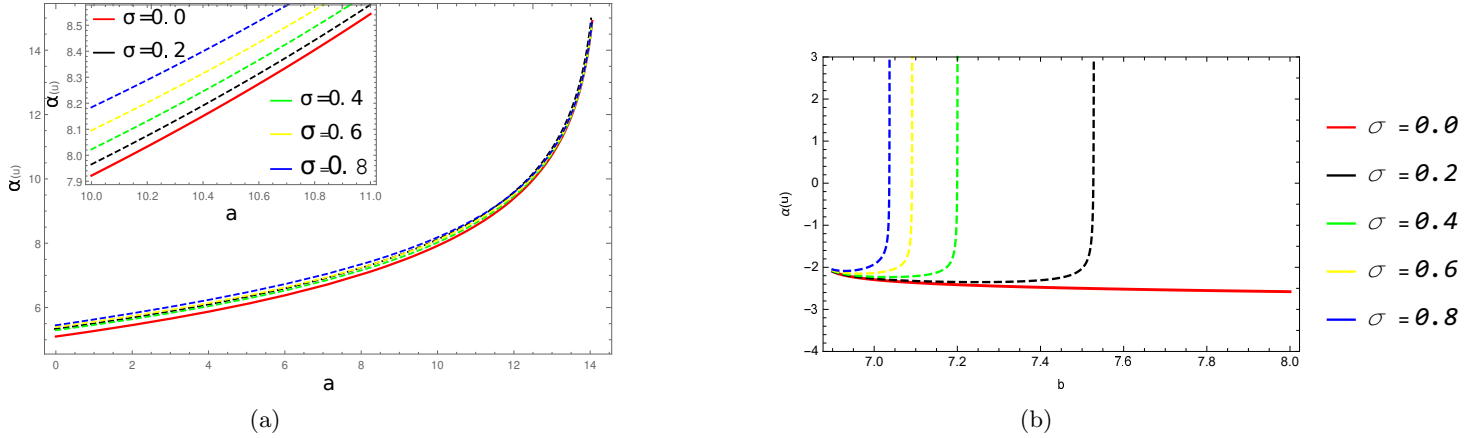 σ=0.0
σ=0.2
σ=0.4
σ=0.6
σ=0.8
8.5
8.4
8.3
8.2
8.1
8.0
7.9
10.0 10.2 10.4 10.6 10.8 11.0
a
α(u)
14
12
10
8
6
α(u)
0 2 4 6 8 10 12 14
a
(a)
3
2
1
0
−1
−2
−3
−4
α(u)
7.0 7.2 7.4 7.6 7.8 8.0
b
σ = 0.0
σ = 0.2
σ = 0.4
σ = 0.6
σ = 0.8
(b)